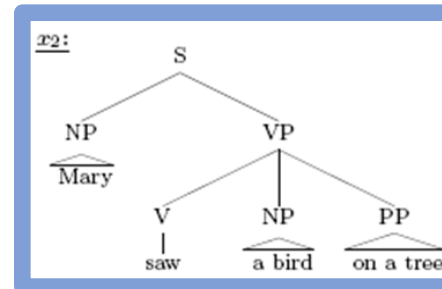 x2:
S
NP VP
Mary
V NP PP
saw a bird on a tree